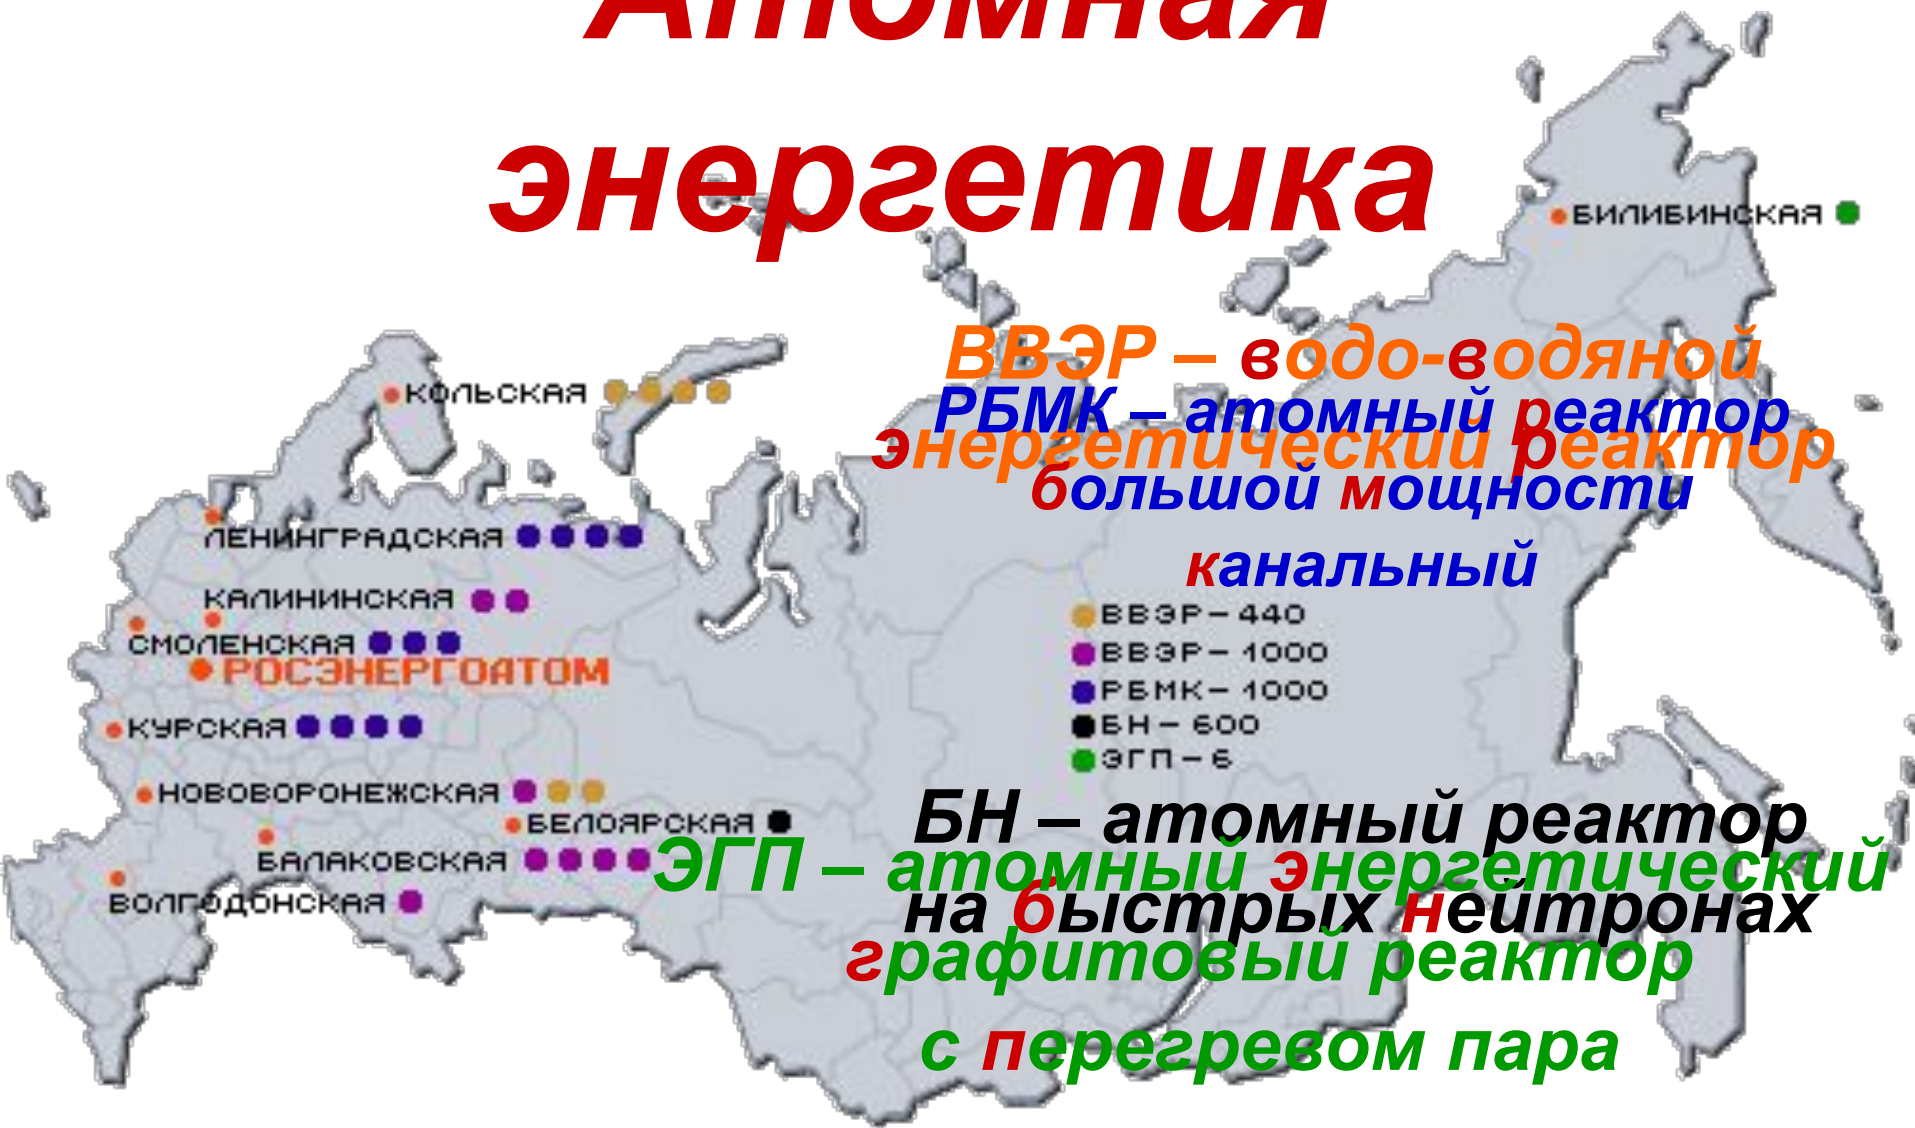 Атомная
энергетика
БИЛИБИНСКАЯ
ВВЭР – водо-водяной
энергетический реактор
РБМК – атомный реактор
большой мощности
канальный
КОЛЬСКАЯ
ЛЕНИНГРАДСКАЯ
КАЛИНИНСКАЯ
СМОЛЕНСКАЯ
РОСЭНЕРГОАТОМ
КУРСКАЯ
НОВОВОРОНЕЖСКАЯ
БЕЛОЯРСКАЯ
БАЛАКОВСКАЯ
ВОЛГОДОНСКАЯ
ВВЭР – 440
ВВЭР – 1000
РБМК – 1000
БН – 600
ЭГП – 6
БН – атомный реактор
на быстрых нейтронах
ЭГП – атомный энергетический
графитовый реактор
с перегревом пара